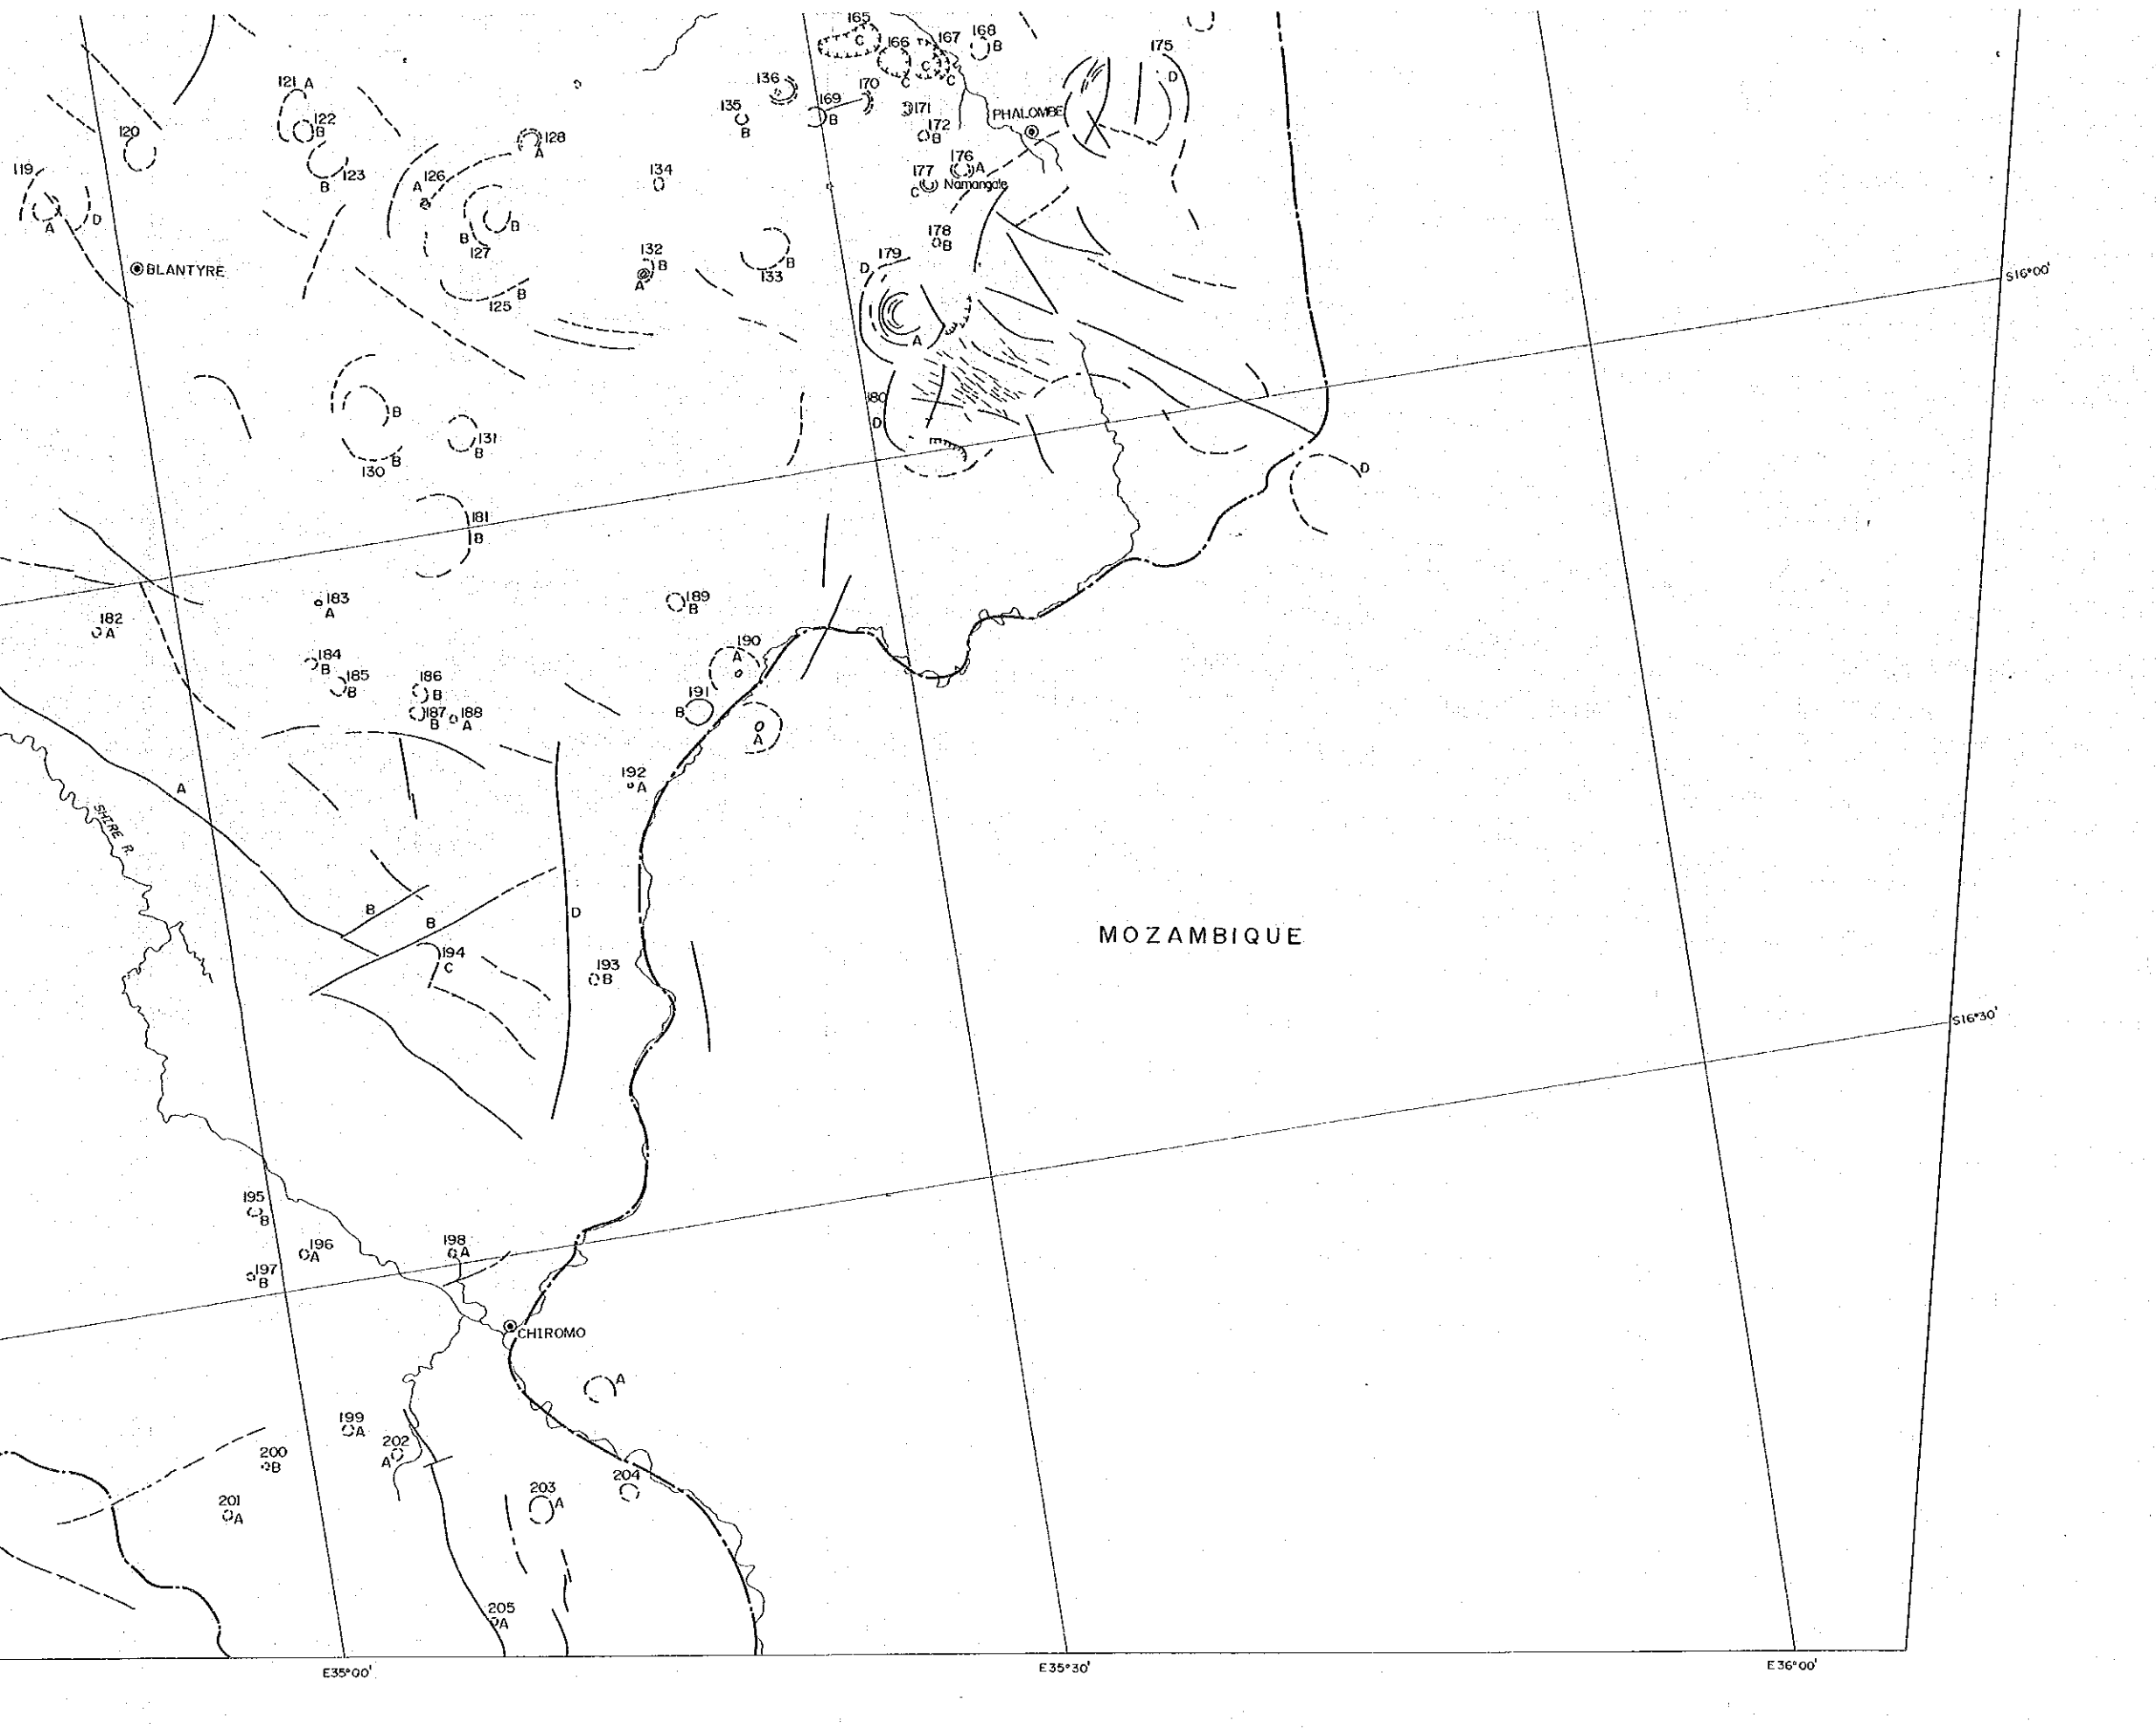 165
C
166
C
167
C
C
168
B
175
D
121 A
122
B
123
B
120
119
A
D
BLANTYRE
A 126
128
A
B
B
127
125
B
136
135
B
169
B
170
171
172
B
PHALOMBE
134
176
A
177
C
Namangale
178
B
132
B
A
133
B
179
D
A
S16°00'
180
D
B
B
130
131
B
D
181
B
183
A
182
A
184
B
185
B
186
B
187
B
188
A
189
B
190
A
191
B
A
192
A
A
SHIRE R.
B
B
D
194
C
193
B
MOZAMBIQUE
S16°30'
195
B
196
A
197
B
198
A
CHIROMO
A
199
A
200
B
202
A
201
A
203
A
204
205
A
E35°00'
E35°30'
E36°00'